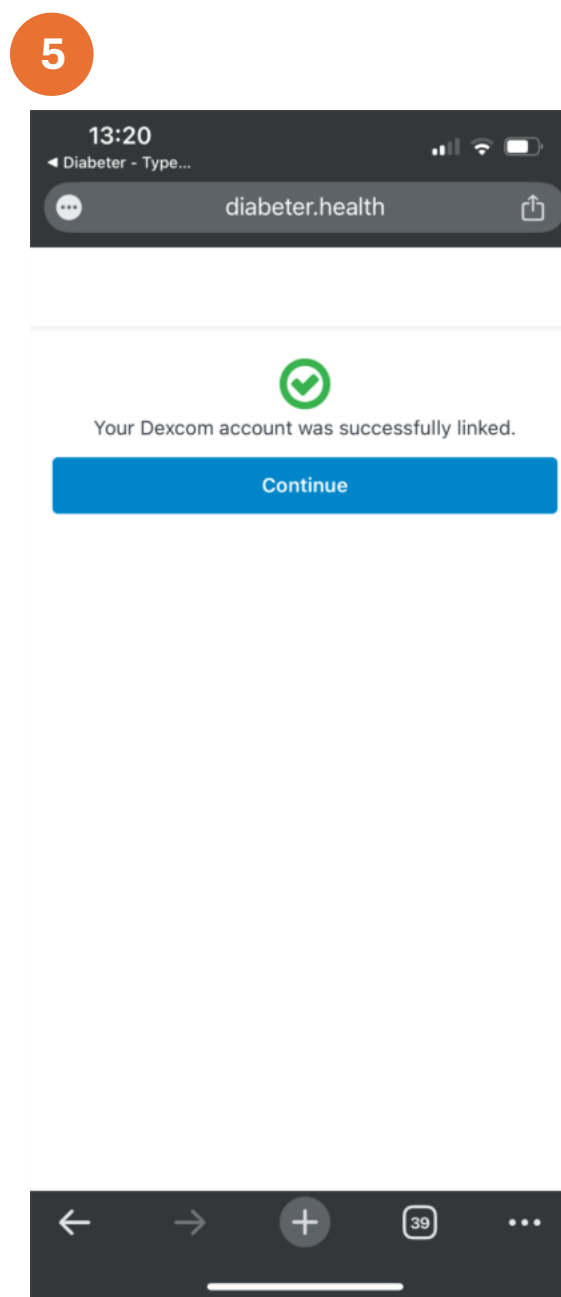 5
13:20
◄ Diabeter - Type...
diabeter.health
Your Dexcom account was successfully linked.
Continue
39